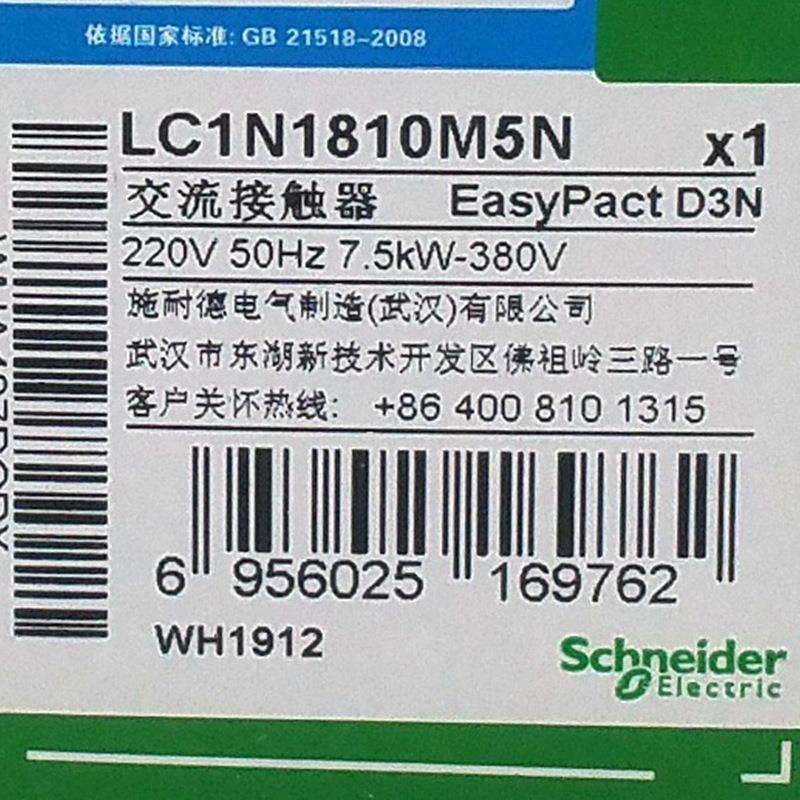 依据国家标准: GB 21518-2008
LC1N1810M5N x1
交流接触器 EasyPact D3N
220V 50Hz 7.5kW-380V
施耐德电气制造(武汉)有限公司
武汉市东湖新技术开发区佛祖岭三路一号
客户关怀热线: +86 400 810 1315
6 956025 169762
WH1912
Schneider
Electric